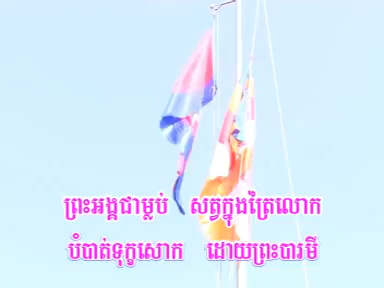 ព្រះអង្គជាម្លប់ សត្វក្នុងត្រៃលោក
បំបាត់ទុក្ខសោក ដោយព្រះបារមី